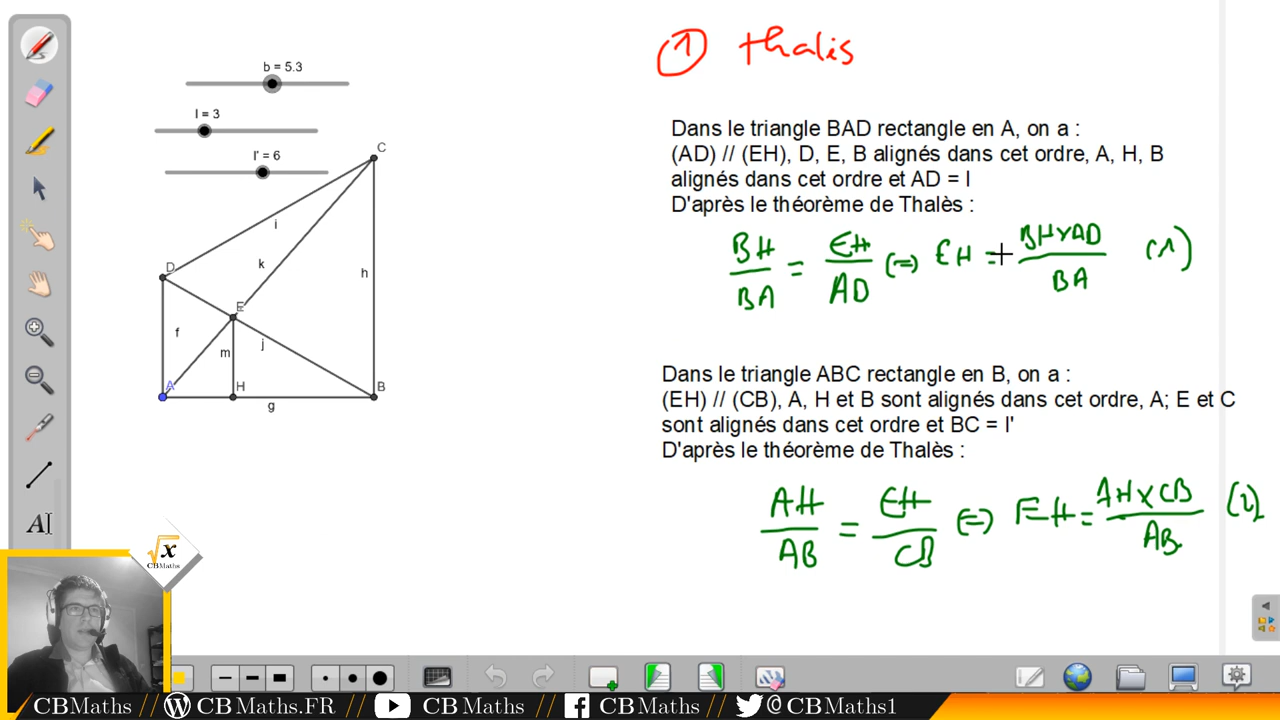 ① thalis
b = 5.3
l = 3
l' = 6
C
i
D
k
h
E
f
m
j
A
H
B
g
Dans le triangle BAD rectangle en A, on a :
(AD) // (EH), D, E, B alignés dans cet ordre, A, H, B
alignés dans cet ordre et AD = l
D'après le théorème de Thalès :
BH/BA = EH/AD (=) EH = BH×AD/BA (1)
Dans le triangle ABC rectangle en B, on a :
(EH) // (CB), A, H et B sont alignés dans cet ordre, A; E et C
sont alignés dans cet ordre et BC = l'
D'après le théorème de Thalès :
AH/AB = EH/CB (=) EH = AH×CB/AB (2)
A
√x
CBMaths
CBMaths CBMaths.FR CBMaths CBMaths @CBMaths1